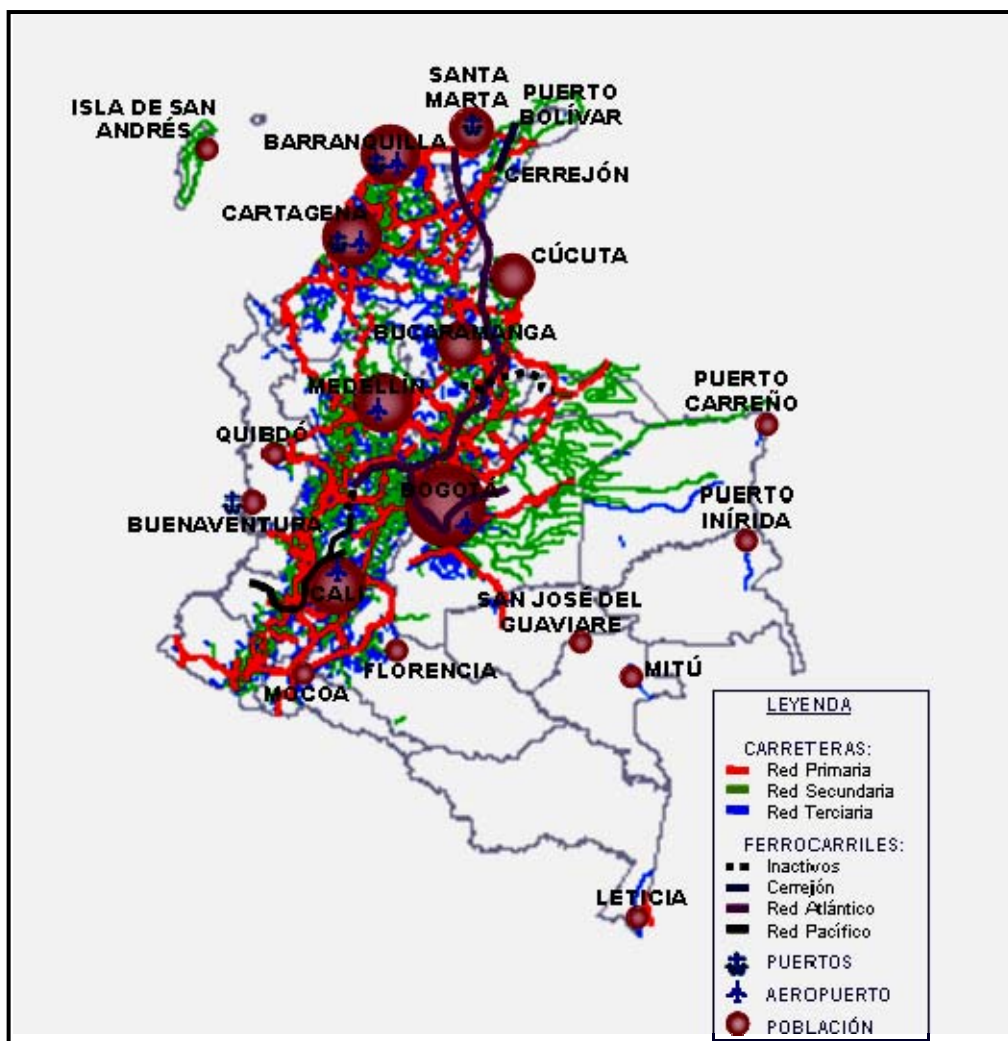 SANTA
MARTA
PUERTO
BOLÍVAR
ISLA DE SAN
ANDRÉS
BARRANQUILLA
CERREJÓN
CARTAGENA
CÚCUTA
BUCARAMANGA
MEDELLÍN
PUERTO
CARREÑO
QUIBDÓ
BOGOTÁ
PUERTO
INÍRIDA
BUENAVENTURA
CALI
SAN JOSÉ DEL
GUAVIARE
FLORENCIA
MITÚ
MOCOA
LETICIA
LEYENDA
CARRETERAS:
Red Primaria
Red Secundaria
Red Terciaria
FERROCARRILES:
Inactivos
Cerrejón
Red Atlántico
Red Pacífico
PUERTOS
AEROPUERTO
POBLACIÓN